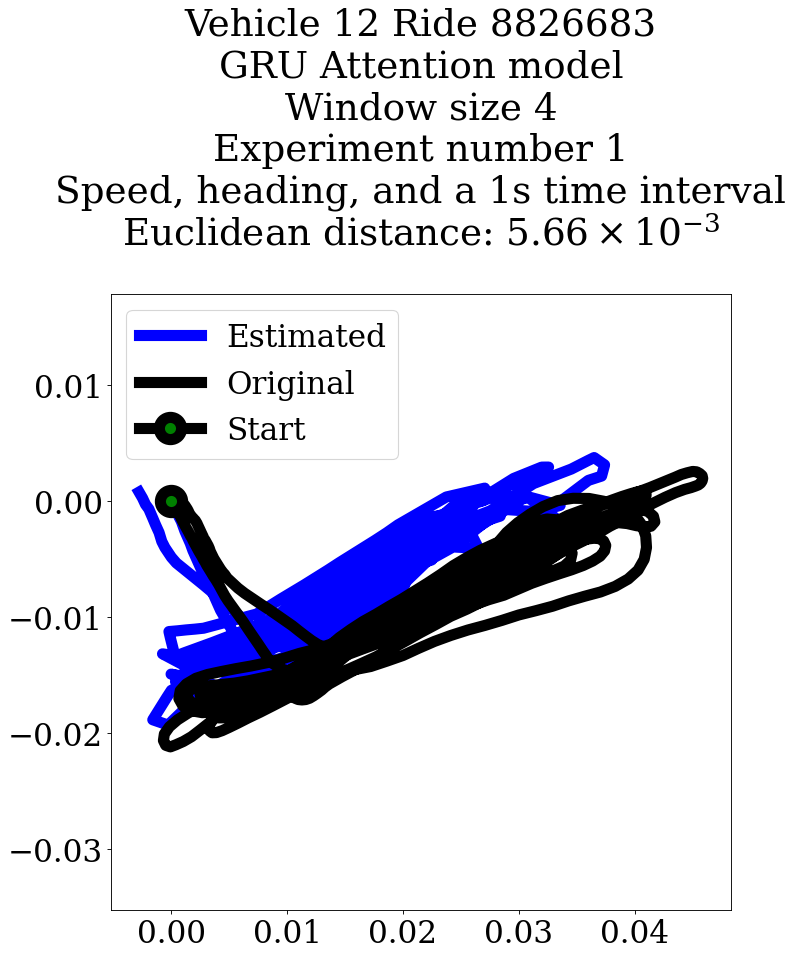 Vehicle 12 Ride 8826683
GRU Attention model
Window size 4
Experiment number 1
Speed, heading, and a 1s time interval
Euclidean distance: 5.66 × 10⁻³
Estimated
Original
Start
0.01
0.00
−0.01
−0.02
−0.03
0.00 0.01 0.02 0.03 0.04